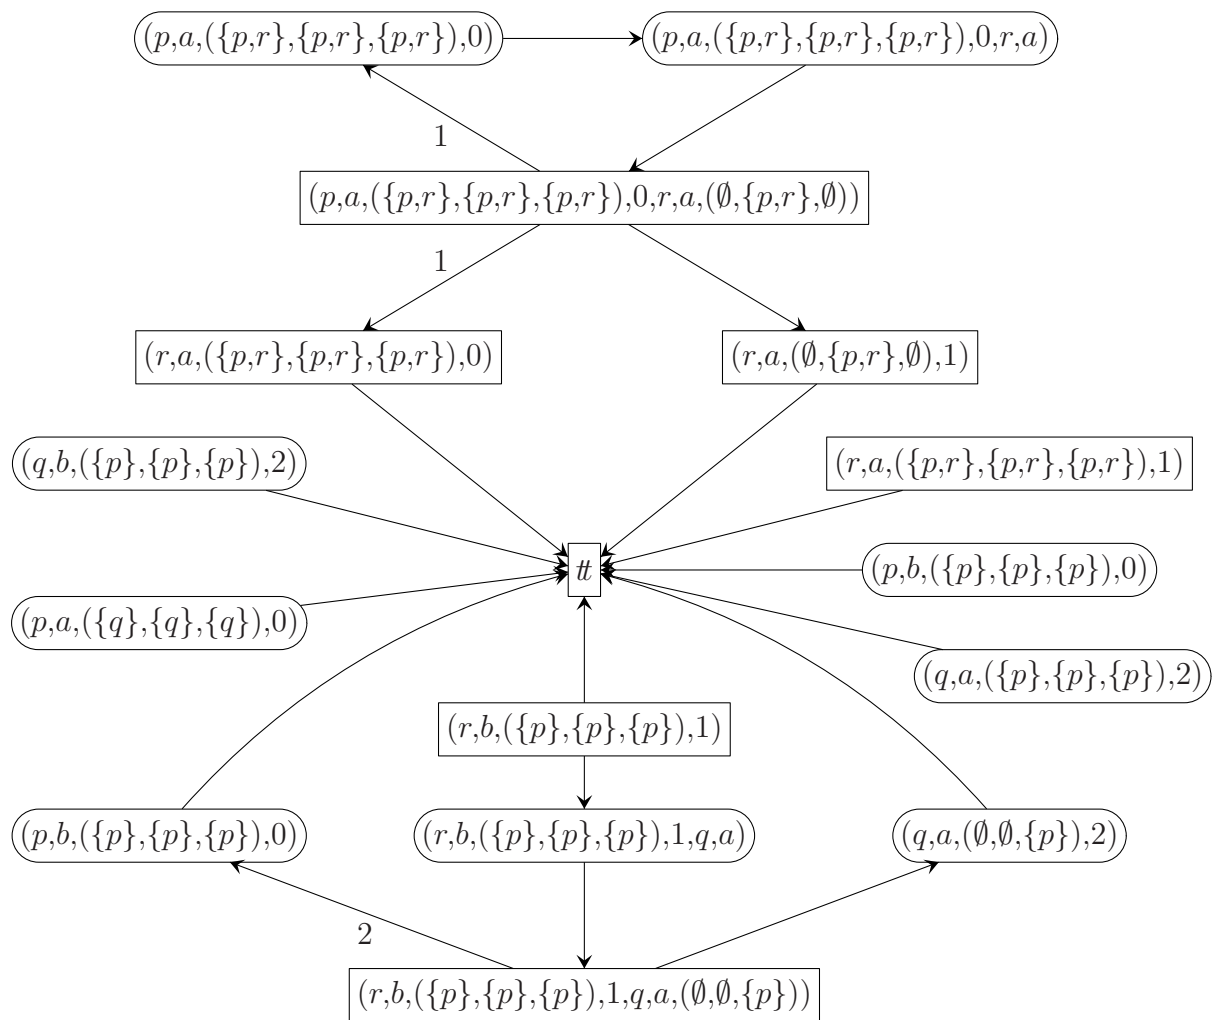 (p,a,({p,r},{p,r},{p,r}),0)
(p,a,({p,r},{p,r},{p,r}),0,r,a)
1
(p,a,({p,r},{p,r},{p,r}),0,r,a,(∅,{p,r},∅))
1
(r,a,({p,r},{p,r},{p,r}),0)
(r,a,(∅,{p,r},∅),1)
(q,b,({p},{p},{p}),2)
(r,a,({p,r},{p,r},{p,r}),1)
tt
(p,b,({p},{p},{p}),0)
(p,a,({q},{q},{q}),0)
(q,a,({p},{p},{p}),2)
(r,b,({p},{p},{p}),1)
(p,b,({p},{p},{p}),0)
(r,b,({p},{p},{p}),1,q,a)
(q,a,(∅,∅,{p}),2)
2
(r,b,({p},{p},{p}),1,q,a,(∅,∅,{p}))